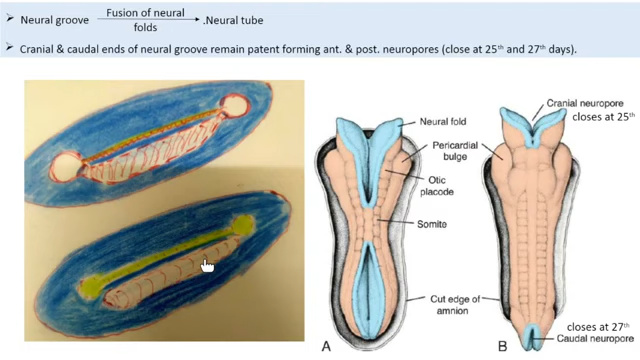 ➢ Neural groove Fusion of neural .Neural tube
folds
➢ Cranial & caudal ends of neural groove remain patent forming ant. & post. neuropores (close at 25th and 27th days).
Neural fold
Pericardial
bulge
Otic
placode
Somite
Cut edge of
amnion
A
Cranial neuropore
closes at 25th
closes at 27th
Caudal neuropore
B